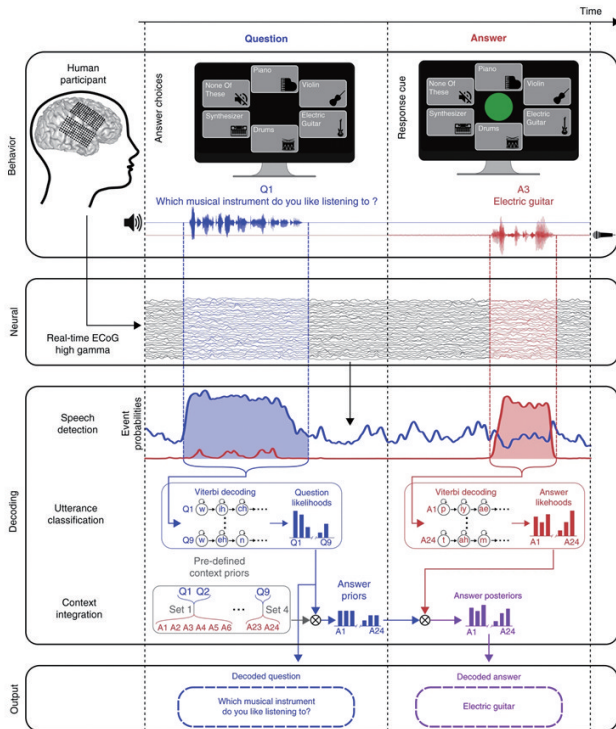 Time
Question
Answer
Behavior
Human
participant
Answer choices
Piano
None Of
These
Violin
Synthesizer
Electric
Guitar
Drums
Response cue
Piano
None Of
These
Violin
Synthesizer
Electric
Guitar
Drums
Q1
Which musical instrument do you like listening to ?
A3
Electric guitar
Neural
Real-time ECoG
high gamma
Decoding
Speech
detection
Event
probabilities
Utterance
classification
Viterbi decoding
Q1 w ih ch
Q9 w eh n
Question
likelihoods
Q1 Q9
Viterbi decoding
A1 p iy ae
A24 t ah m
Answer
likehoods
A1 A24
Context
integration
Pre-defined
context priors
Q1 Q2 Q9
Set 1 Set 4
A1 A2 A3 A4 A5 A6 A23 A24
Answer
priors
A1 A24
Answer posteriors
A1 A24
Output
Decoded question
Which musical instrument
do you like listening to?
Decoded answer
Electric guitar